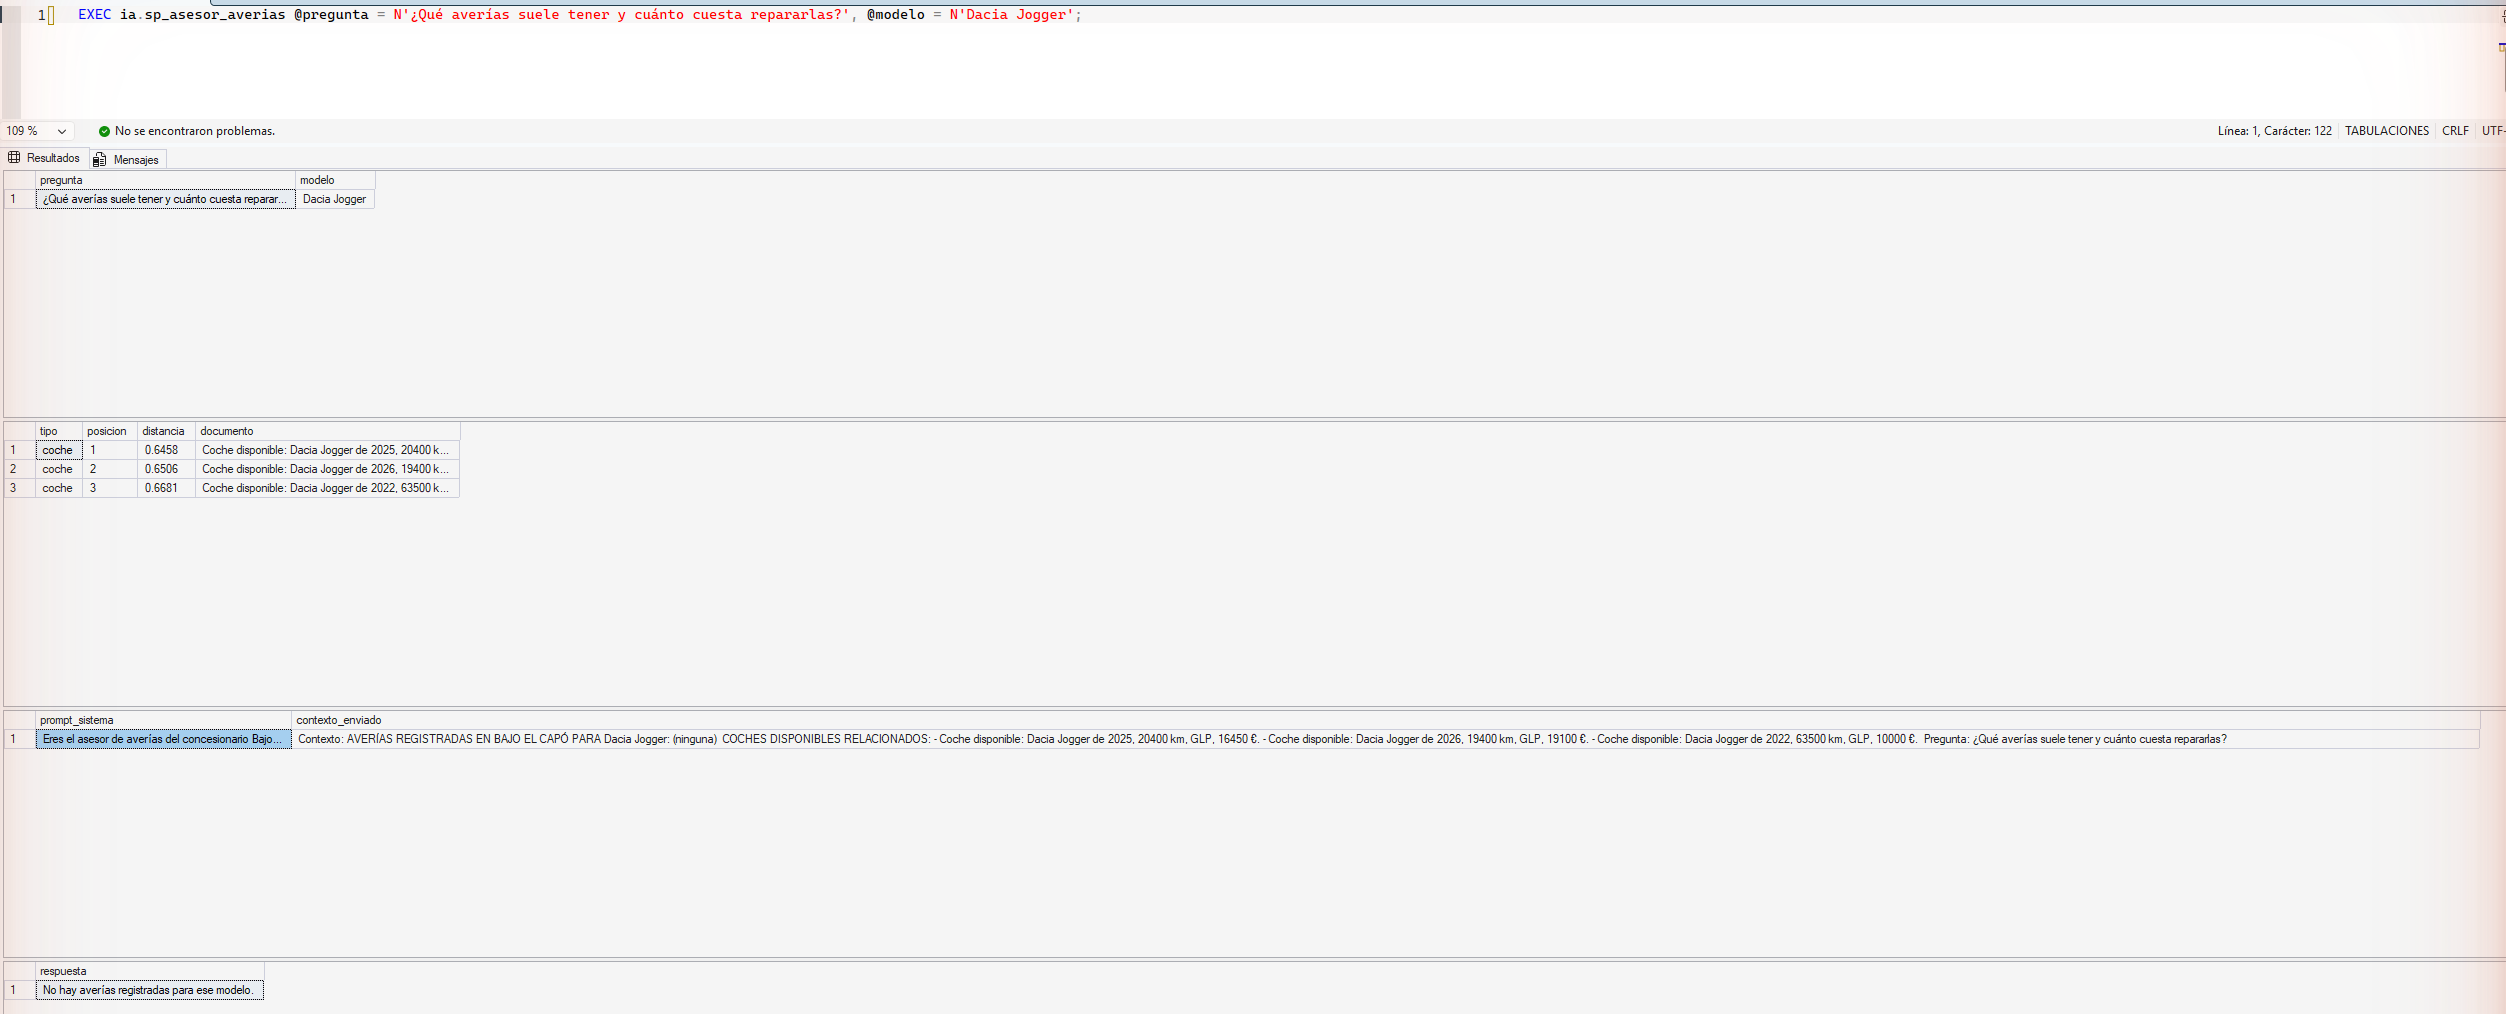 1 EXEC ia.sp_asesor_averias @pregunta = N'¿Qué averías suele tener y cuánto cuesta repararlas?', @modelo = N'Dacia Jogger';
109 % No se encontraron problemas. Línea: 1, Carácter: 122 TABULACIONES CRLF UTF-
Resultados Mensajes
pregunta modelo
1 ¿Qué averías suele tener y cuánto cuesta reparar... Dacia Jogger
tipo posicion distancia documento
1 coche 1 0.6458 Coche disponible: Dacia Jogger de 2025, 20400 k...
2 coche 2 0.6506 Coche disponible: Dacia Jogger de 2026, 19400 k...
3 coche 3 0.6681 Coche disponible: Dacia Jogger de 2022, 63500 k...
prompt_sistema contexto_enviado
1 Eres el asesor de averías del concesionario Bajo... Contexto: AVERÍAS REGISTRADAS EN BAJO EL CAPÓ PARA Dacia Jogger: (ninguna) COCHES DISPONIBLES RELACIONADOS: - Coche disponible: Dacia Jogger de 2025, 20400 km, GLP, 16450 €. - Coche disponible: Dacia Jogger de 2026, 19400 km, GLP, 19100 €. - Coche disponible: Dacia Jogger de 2022, 63500 km, GLP, 10000 €. Pregunta: ¿Qué averías suele tener y cuánto cuesta repararlas?
respuesta
1 No hay averías registradas para ese modelo.